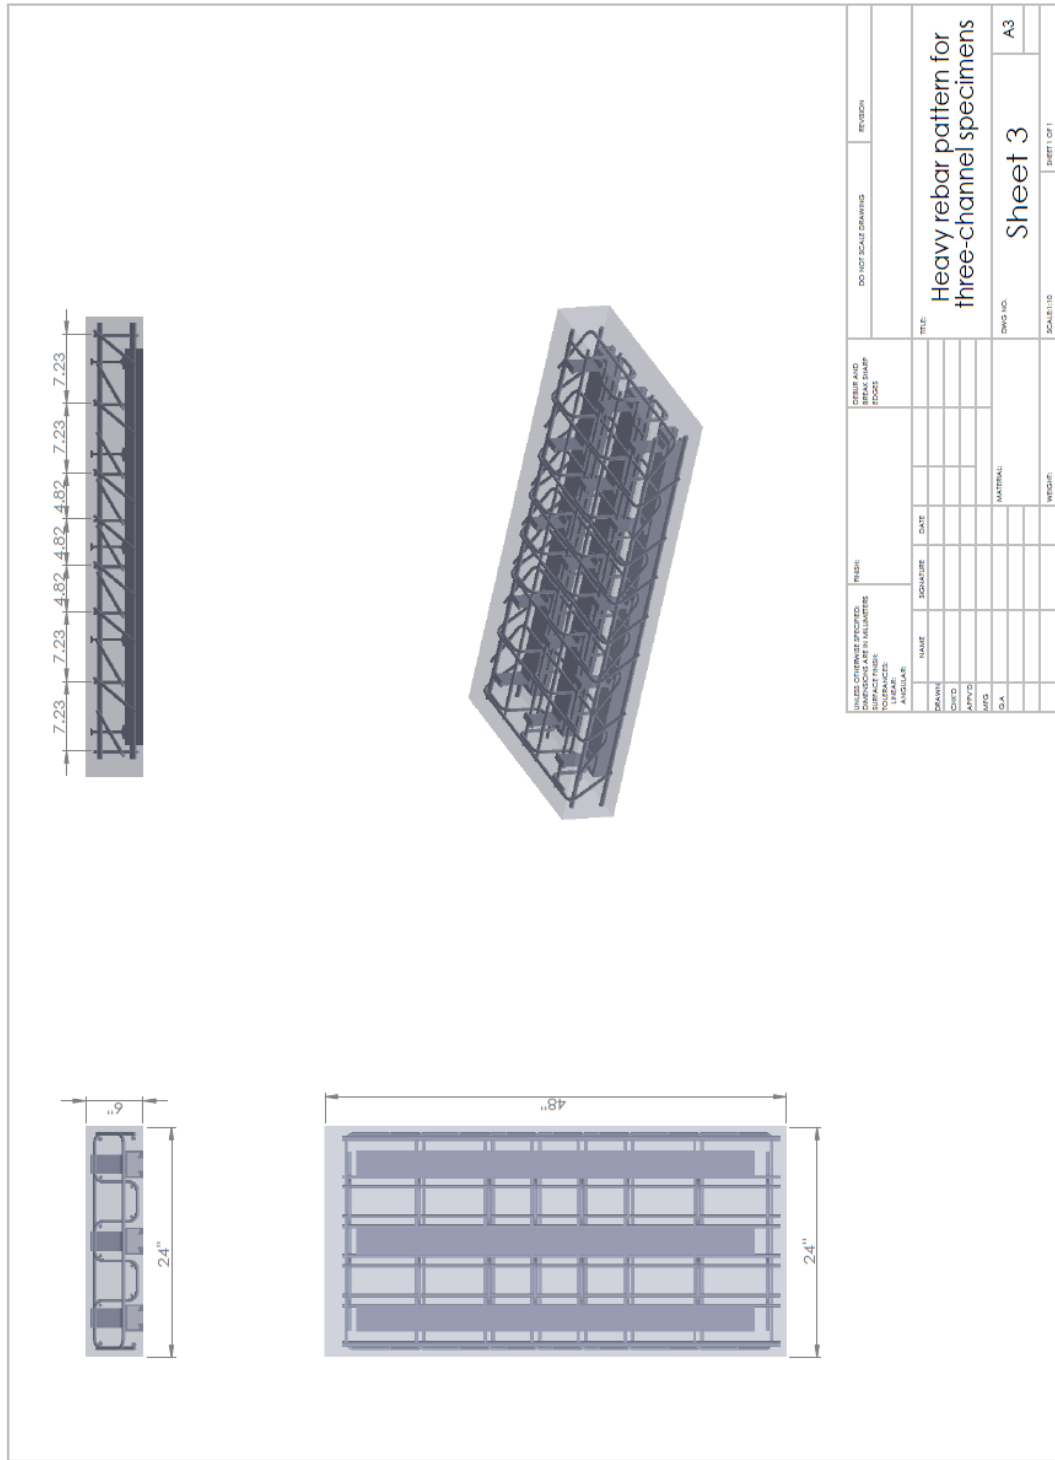 7.23
7.23
4.82
4.82
4.82
7.23
7.23
6"
24"
48"
24"
UNLESS OTHERWISE SPECIFIED:
DIMENSIONS ARE IN MILLIMETERS
SURFACE FINISH:
TOLERANCES:
LINEAR:
ANGULAR:
FINISH:
DEBUR AND
BREAK SHARP
EDGES
DO NOT SCALE DRAWING
REVISION
NAME
SIGNATURE
DATE
DRAWN
CHK'D
APPV'D
MFG
Q.A
TITLE:
Heavy rebar pattern for
three-channel specimens
MATERIAL:
DWG NO.
Sheet 3
A3
WEIGHT:
SCALE:1:10
SHEET 1 OF 1